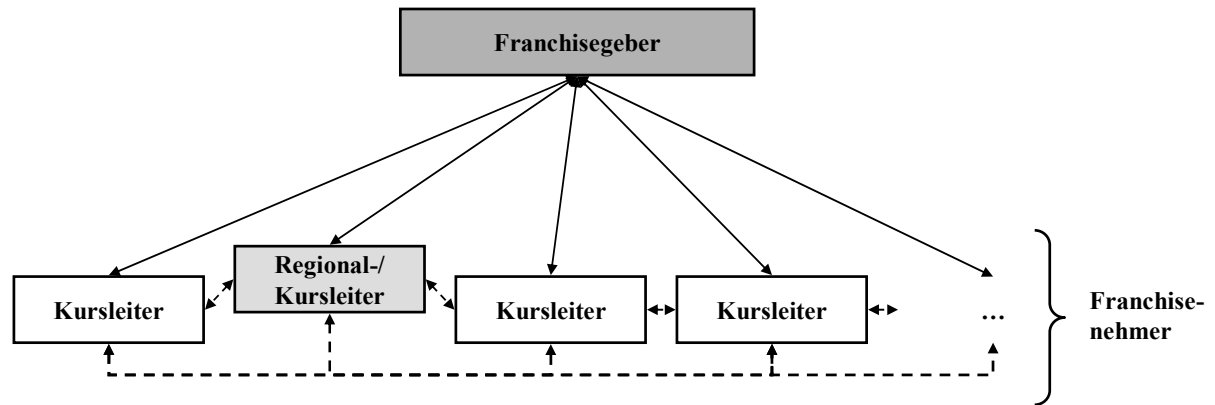 Franchisegeber
Regional-/
Kursleiter
Kursleiter
Kursleiter
Kursleiter
...
Franchise-
nehmer